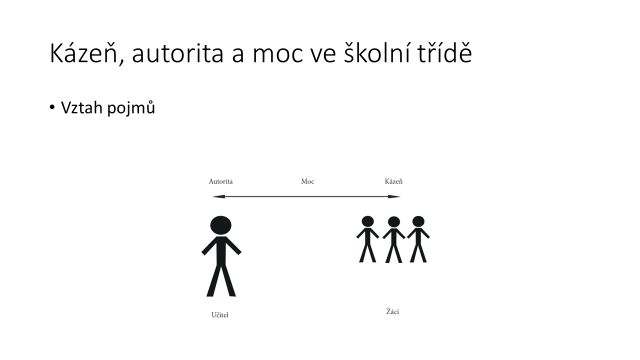 Kázeň, autorita a moc ve školní třídě
• Vztah pojmů
Autorita Moc Kázeň
Učitel Žáci